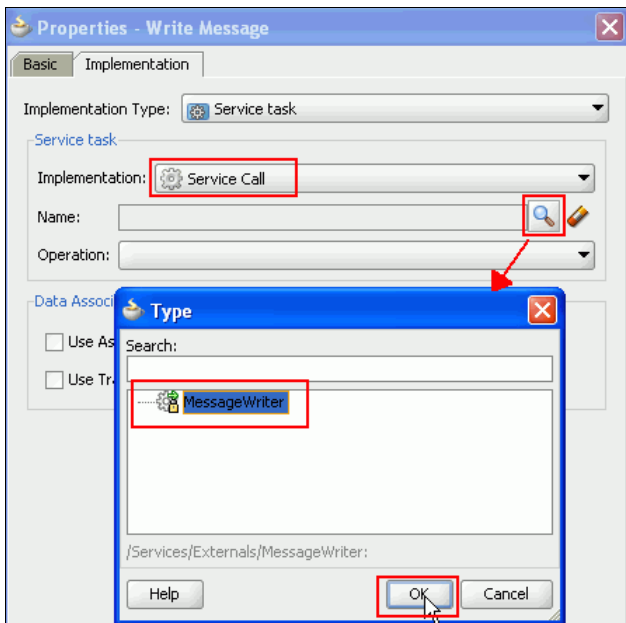 Properties - Write Message
Basic Implementation
Implementation Type: Service task
Service task
Implementation: Service Call
Name:
Operation:
Data Associ
Type
Use As
Search:
Use Tr
MessageWriter
/Services/Externals/MessageWriter:
Help OK Cancel